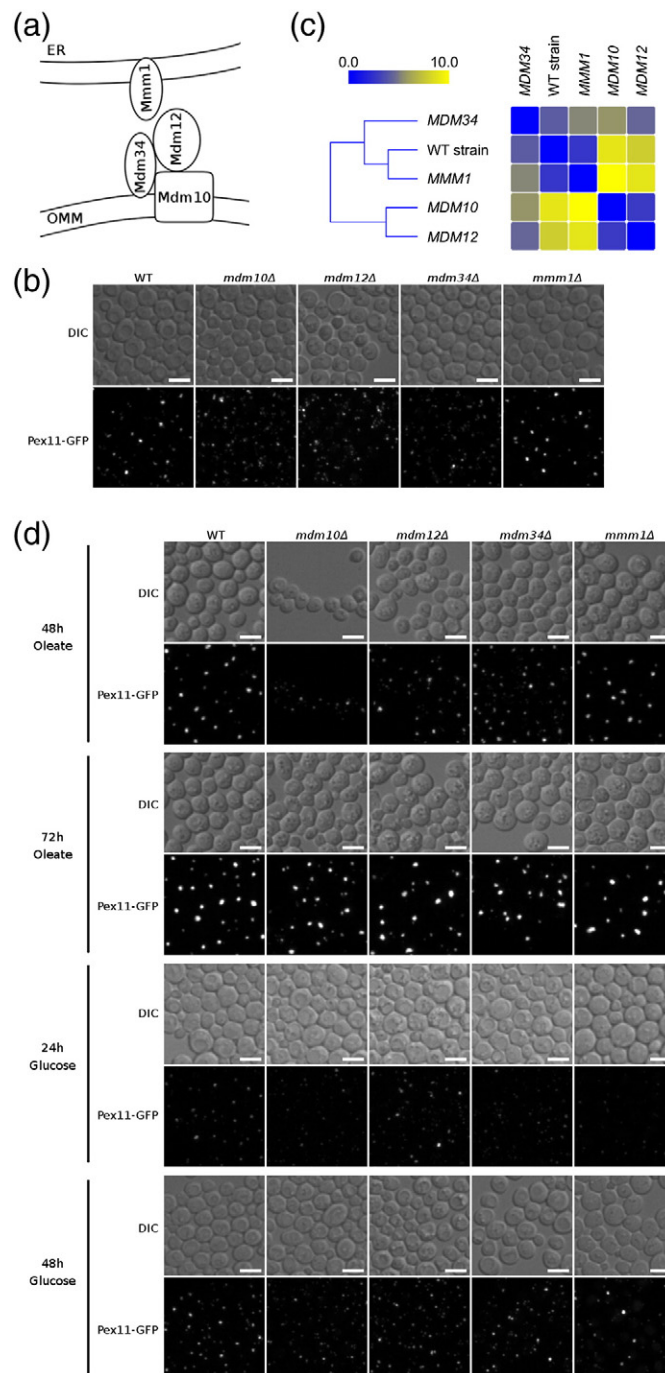 (a)
ER
Mmm1
Mdm12
Mdm34
Mdm10
OMM
(c)
0.0 10.0
MDM34 WT strain MMM1 MDM10 MDM12
MDM34
WT strain
MMM1
MDM10
MDM12
(b)
WT mdm10Δ mdm12Δ mdm34Δ mmm1Δ
DIC
Pex11-GFP
(d)
WT mdm10Δ mdm12Δ mdm34Δ mmm1Δ
48h
Oleate
DIC
Pex11-GFP
72h
Oleate
DIC
Pex11-GFP
24h
Glucose
DIC
Pex11-GFP
48h
Glucose
DIC
Pex11-GFP